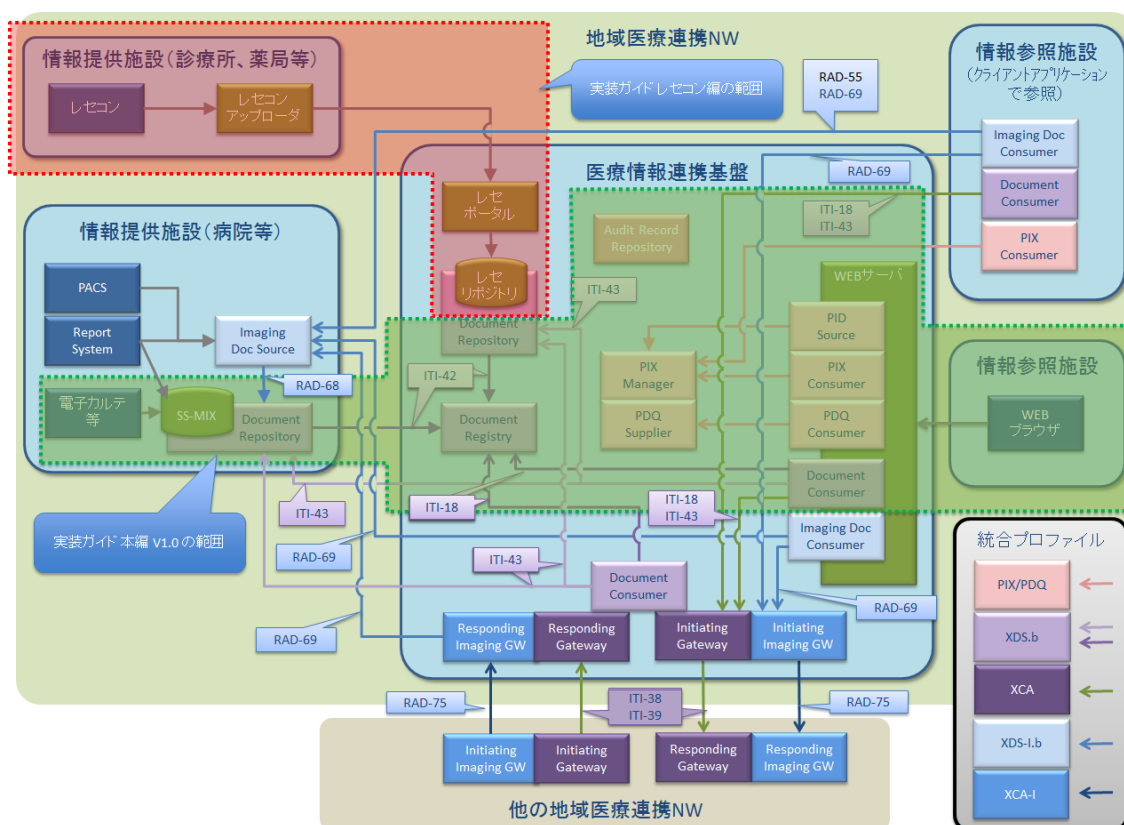 地域医療連携NW
情報提供施設(診療所、薬局等)
レセコン
レセコン
アップローダ
実装ガイド レセコン編の範囲
RAD-55
RAD-69
情報参照施設
(クライアントアプリケーション
で参照)
Imaging Doc
Consumer
Document
Consumer
PIX
Consumer
医療情報連携基盤
RAD-69
レセ
ポータル
レセ
リポジトリ
Audit Record
Repository
ITI-18
ITI-43
WEBサーバ
ITI-43
情報提供施設(病院等)
PACS
Report
System
Imaging
Doc Source
RAD-68
電子カルテ
等
SS-MIX
Document
Repository
Document
Repository
ITI-42
Document
Registry
PIX
Manager
PDQ
Supplier
PID
Source
PIX
Consumer
PDQ
Consumer
Document
Consumer
Imaging Doc
Consumer
情報参照施設
WEB
ブラウザ
ITI-43
ITI-18
ITI-18
ITI-43
実装ガイド 本編 V1.0 の範囲
RAD-69
ITI-43
Document
Consumer
RAD-69
RAD-69
Responding
Imaging GW
Responding
Gateway
Initiating
Gateway
Initiating
Imaging GW
RAD-75
ITI-38
ITI-39
RAD-75
Initiating
Imaging GW
Initiating
Gateway
Responding
Gateway
Responding
Imaging GW
他の地域医療連携NW
統合プロファイル
PIX/PDQ
XDS.b
XCA
XDS-I.b
XCA-I